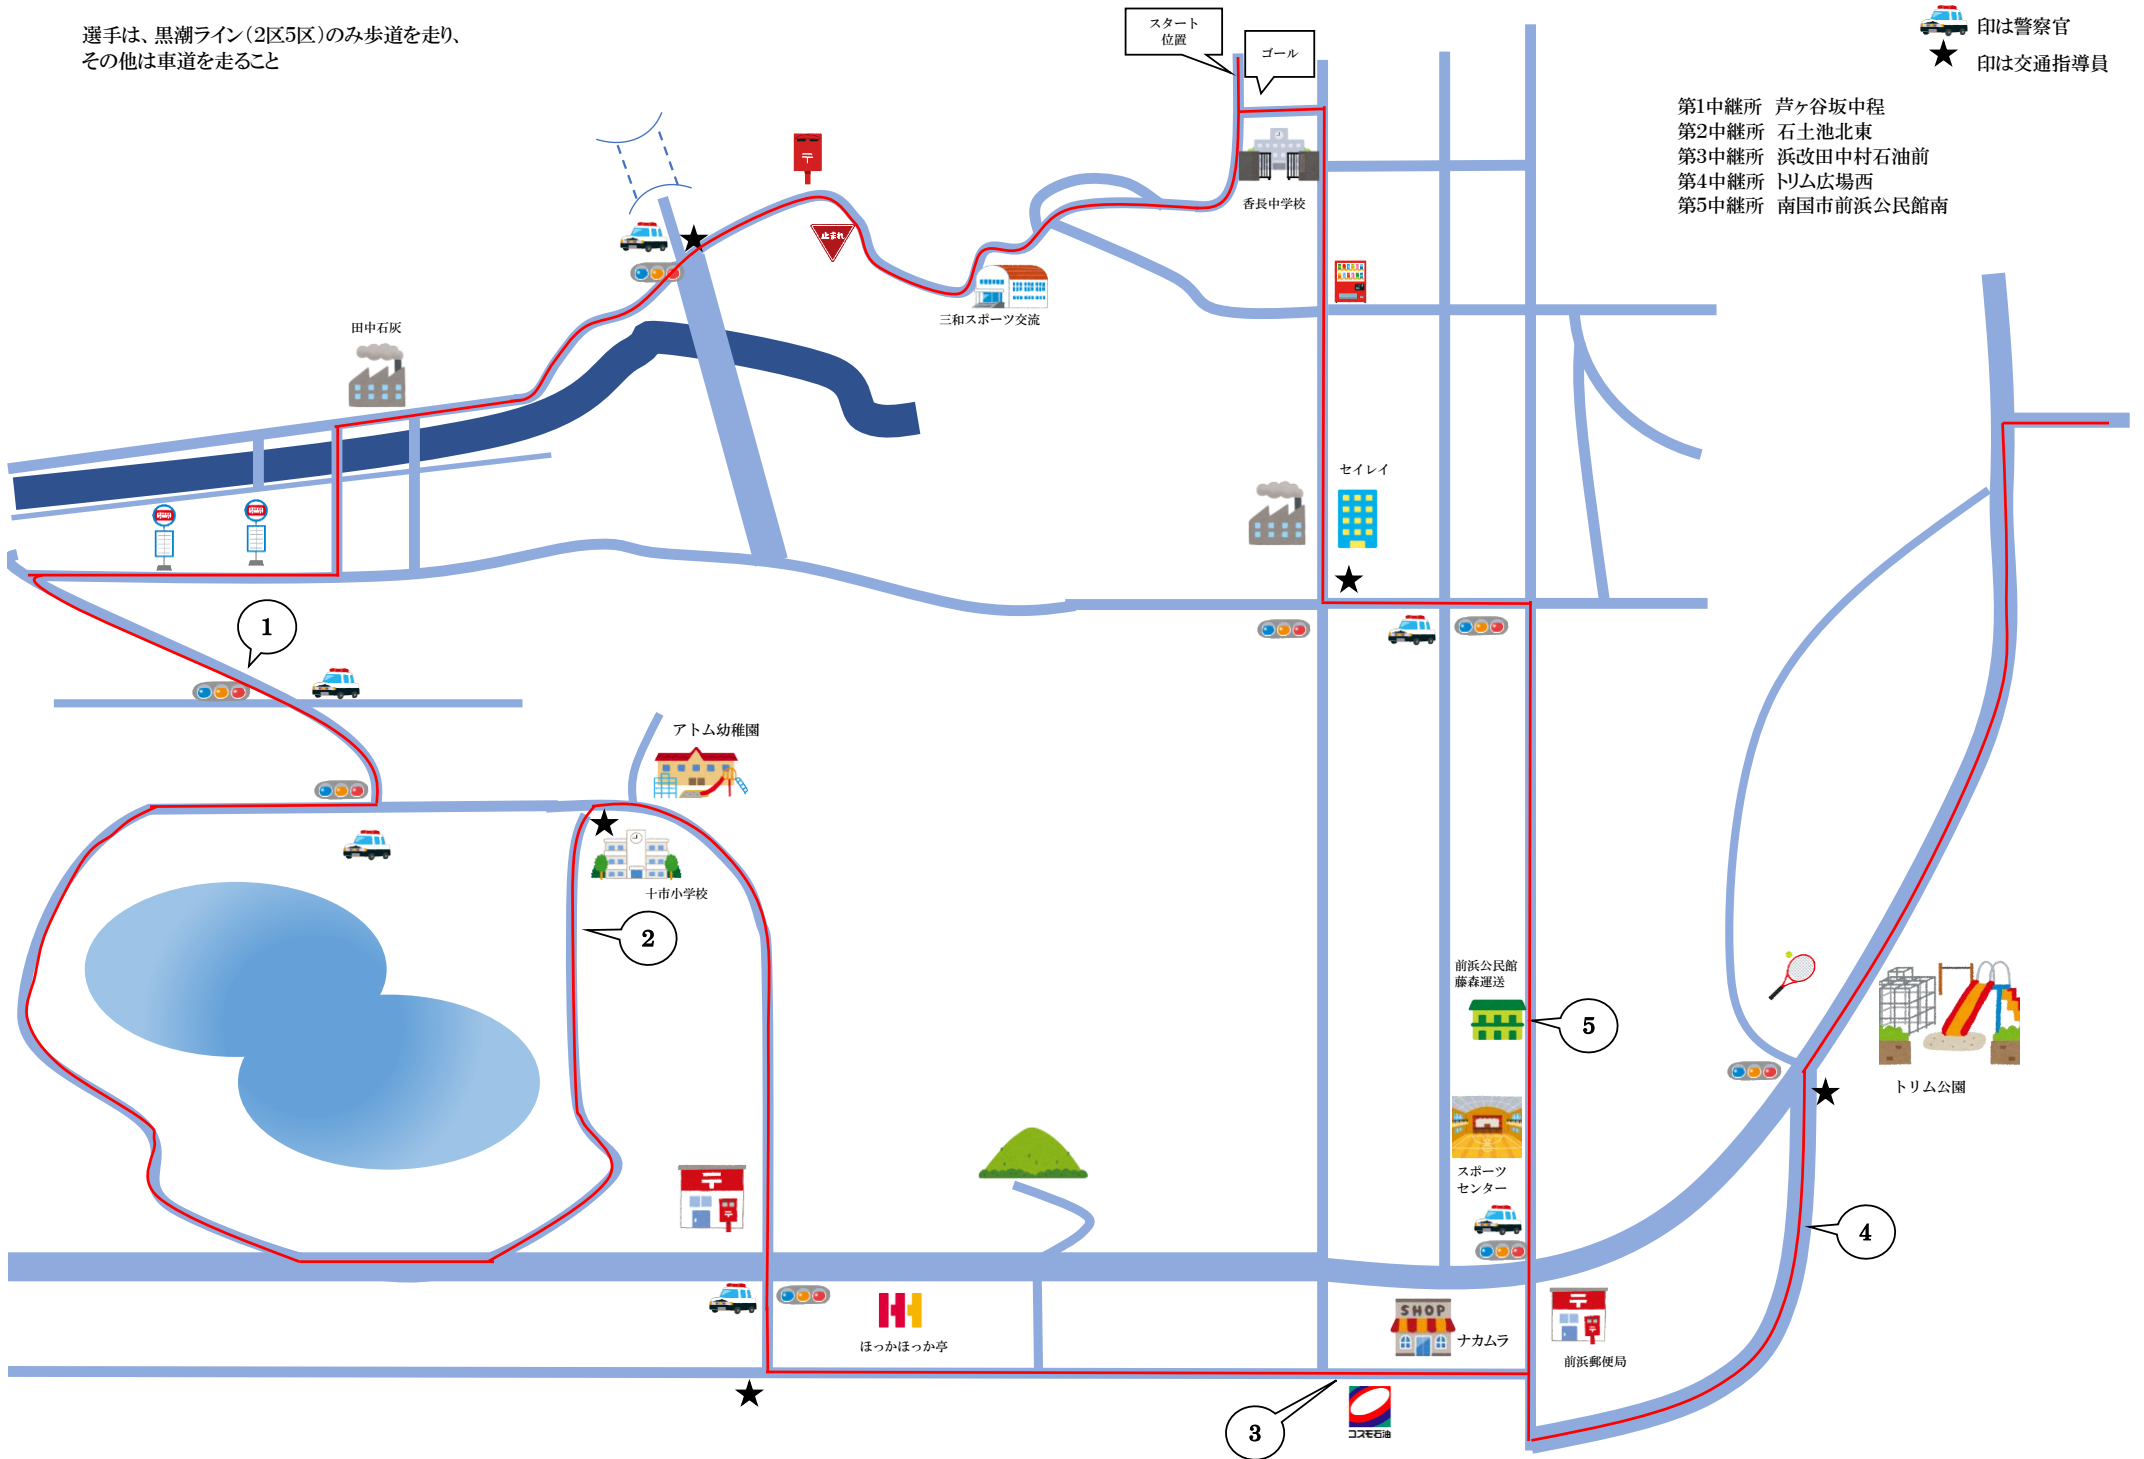 選手は、黒潮ライン（2区5区）のみ歩道を走り、
その他は車道を走ること
スタート
位置
ゴール
印は警察官
印は交通指導員
第1中継所 芦ヶ谷坂中程
第2中継所 石土池北東
第3中継所 浜改田中村石油前
第4中継所 トリム広場西
第5中継所 南国市前浜公民館南
止まれ
香長中学校
三和スポーツ交流
田中石灰
セイレイ
1
アトム幼稚園
十市小学校
2
前浜公民館
藤森運送
5
トリム公園
スポーツ
センター
4
SHOP
ナカムラ
前浜郵便局
ほっかほっか亭
3
コスモ石油